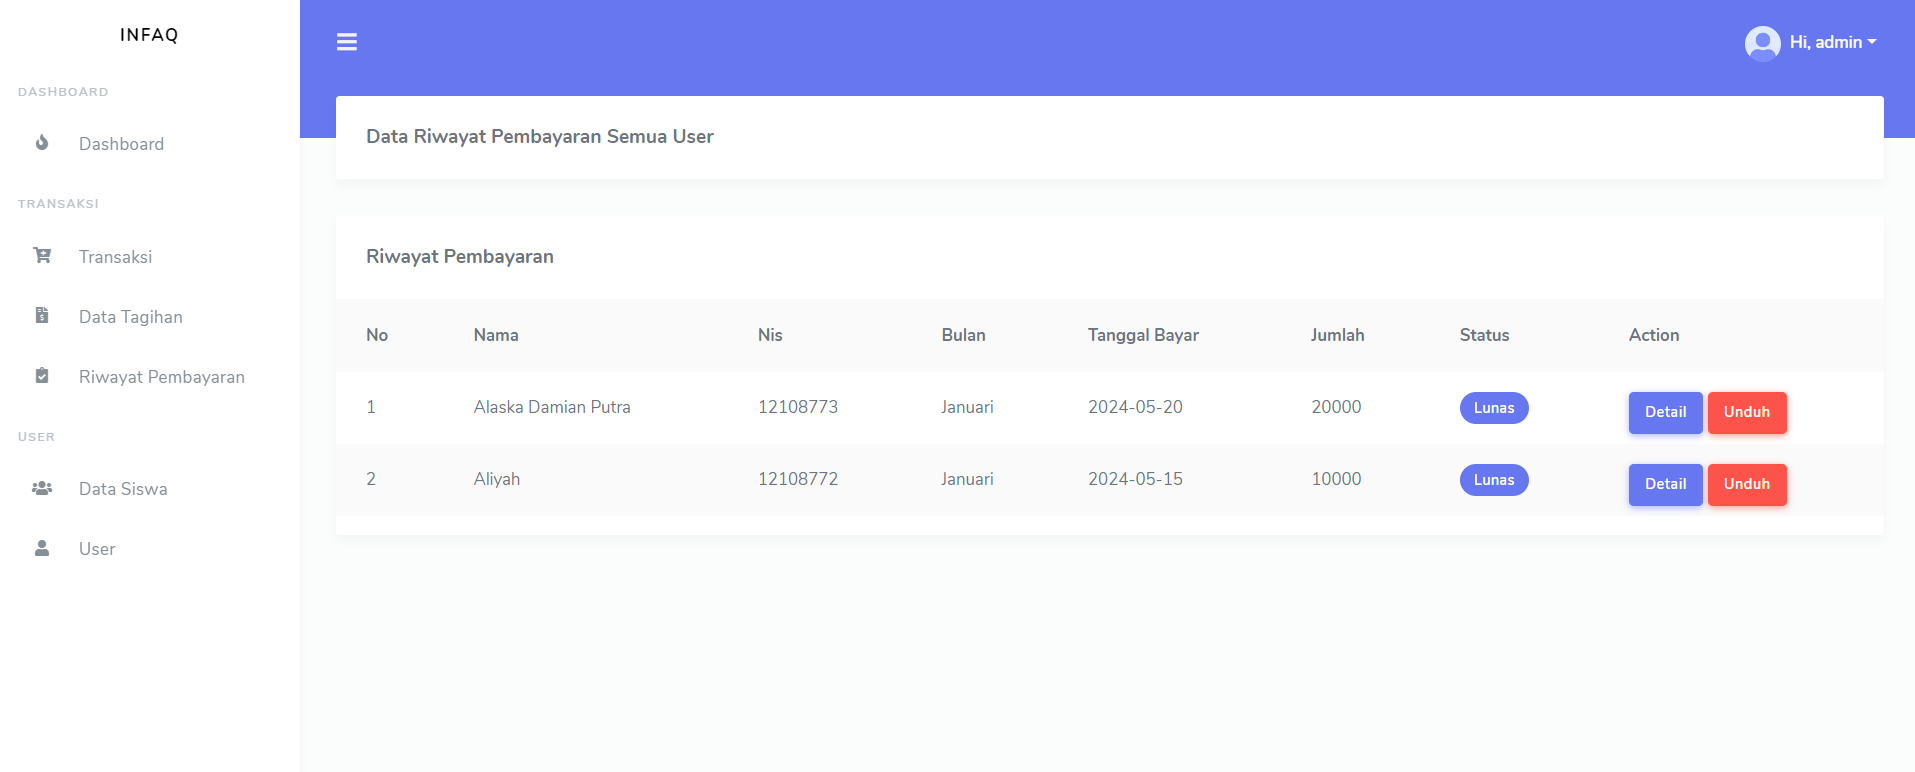 INFAQ
Hi, admin
DASHBOARD
Dashboard
TRANSAKSI
Transaksi
Data Tagihan
Riwayat Pembayaran
USER
Data Siswa
User
Data Riwayat Pembayaran Semua User
Riwayat Pembayaran
No Nama Nis Bulan Tanggal Bayar Jumlah Status Action
1 Alaska Damian Putra 12108773 Januari 2024-05-20 20000 Lunas Detail Unduh
2 Aliyah 12108772 Januari 2024-05-15 10000 Lunas Detail Unduh